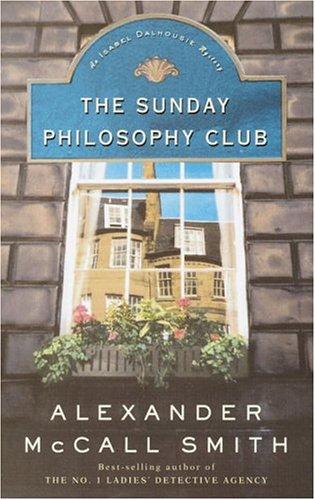 An Isabel Dalhousie Mystery
THE SUNDAY
PHILOSOPHY CLUB
ALEXANDER
McCALL SMITH
Best-selling author of
THE NO. 1 LADIES' DETECTIVE AGENCY